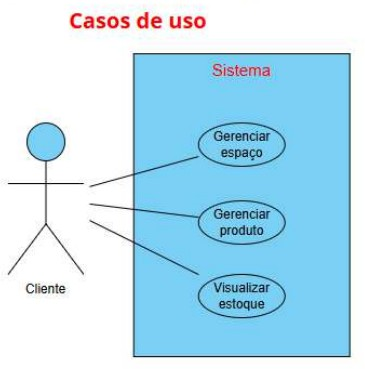 Casos de uso
Sistema
Gerenciar
espaço
Gerenciar
produto
Cliente
Visualizar
estoque